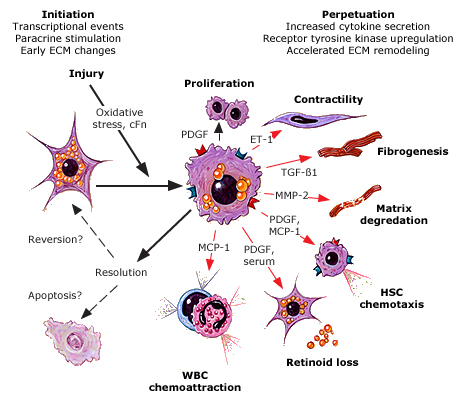 Initiation
Transcriptional events
Paracrine stimulation
Early ECM changes
Perpetuation
Increased cytokine secretion
Receptor tyrosine kinase upregulation
Accelerated ECM remodeling
Injury
Oxidative
stress, cFn
Proliferation
PDGF
Contractility
ET-1
Fibrogenesis
TGF-ß1
MMP-2
Matrix
degredation
PDGF,
MCP-1
HSC
chemotaxis
PDGF,
serum
Retinoid loss
MCP-1
WBC
chemoattraction
Reversion?
Resolution
Apoptosis?